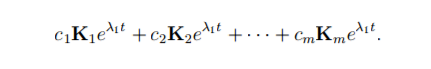 c₁K₁e^{λ₁t} + c₂K₂e^{λ₁t} + ⋯ + cₘKₘe^{λ₁t}.